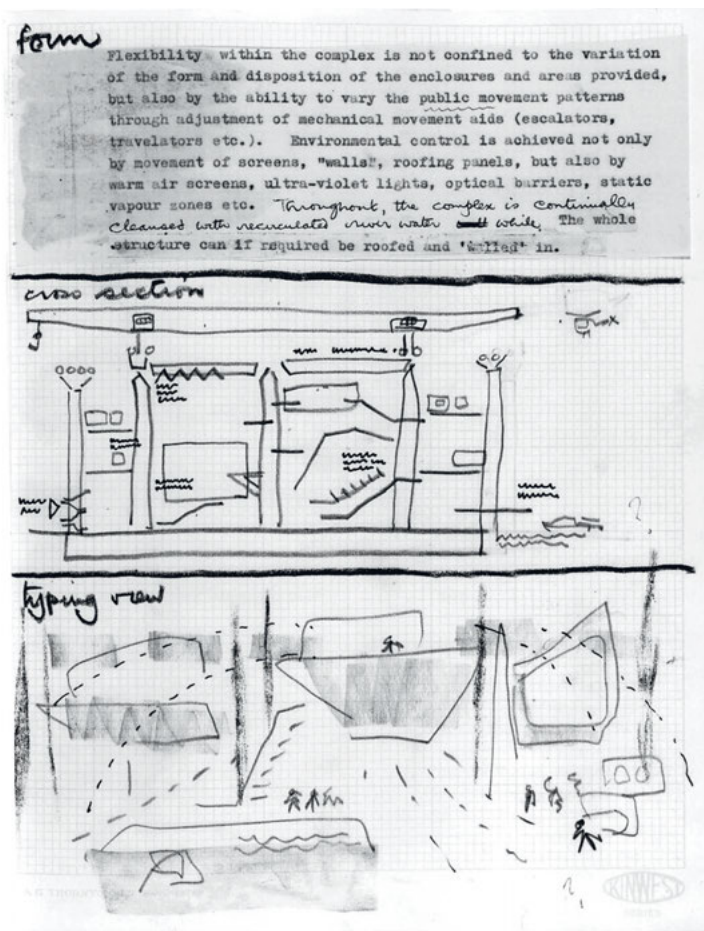 form
Flexibility within the complex is not confined to the variation
of the form and disposition of the enclosures and areas provided,
but also by the ability to vary the public movement patterns
through adjustment of mechanical movement aids (escalators,
travelators etc.). Environmental control is achieved not only
by movement of screens, "walls", roofing panels, but also by
warm air screens, ultra-violet lights, optical barriers, static
vapour zones etc. Throughout, the complex is continually
cleansed with recirculated river water while. The whole
structure can if required be roofed and 'walled' in.
cross section
typing view
?
?